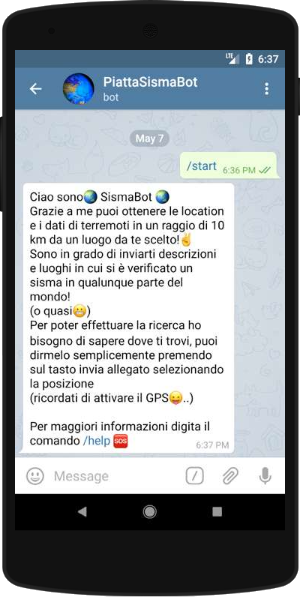 LTE 6:37
PiattaSismaBot
bot
May 7
/start 6:36 PM
Ciao sono🌏 SismaBot 🌏
Grazie a me puoi ottenere le location
e i dati di terremoti in un raggio di 10
km da un luogo da te scelto!✌
Sono in grado di inviarti descrizioni
e luoghi in cui si è verificato un
sisma in qualunque parte del
mondo!
(o quasi😬)
Per poter effettuare la ricerca ho
bisogno di sapere dove ti trovi, puoi
dirmelo semplicemente premendo
sul tasto invia allegato selezionando
la posizione
(ricordati di attivare il GPS😛..)
Per maggiori informazioni digita il
comando /help 🆘
6:37 PM
Message